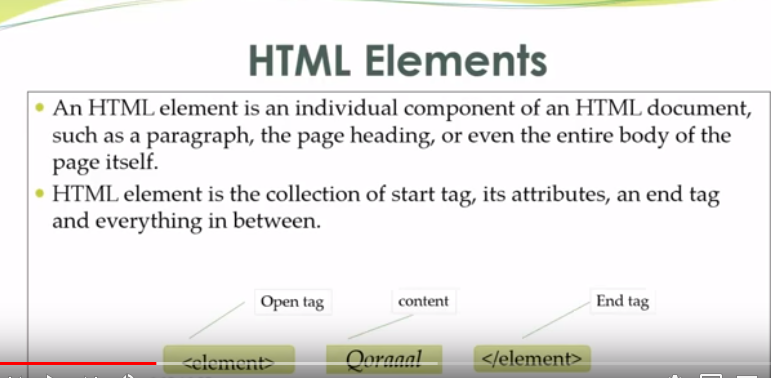 HTML Elements
An HTML element is an individual component of an HTML document,
such as a paragraph, the page heading, or even the entire body of the
page itself.
HTML element is the collection of start tag, its attributes, an end tag
and everything in between.
Open tag content End tag
<element> Qoraaal </element>